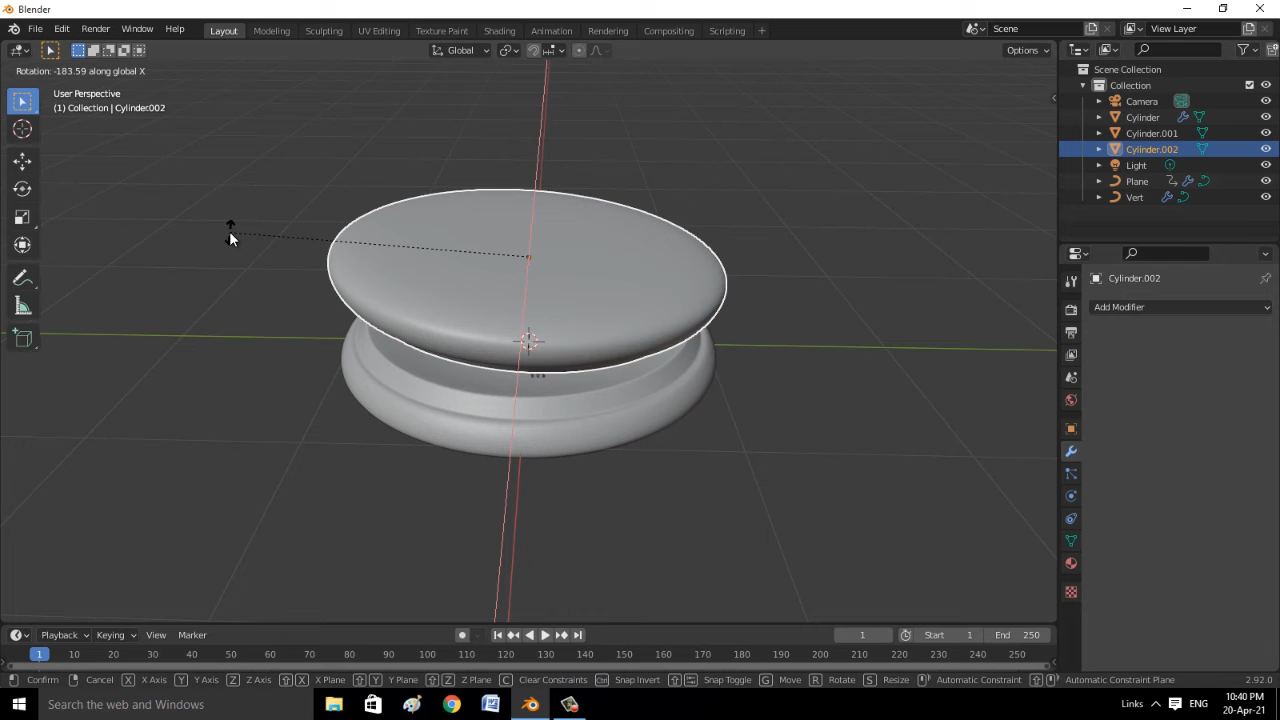 Blender
File Edit Render Window Help Layout Modeling Sculpting UV Editing Texture Paint Shading Animation Rendering Compositing Scripting + Scene View Layer
Global Options
Rotation: -183.59 along global X
User Perspective
(1) Collection | Cylinder.002
Scene Collection
Collection
Camera
Cylinder
Cylinder.001
Cylinder.002
Light
Plane
Vert
Cylinder.002
Add Modifier
Playback Keying View Marker 1 Start 1 End 250
1 10 20 30 40 50 60 70 80 90 100 110 120 130 140 150 160 170 180 190 200 210 220 230 240 250
Confirm Cancel X X Axis Y Y Axis Z Z Axis X X Plane Y Y Plane Z Z Plane C Clear Constraints Ctrl Snap Invert Snap Toggle G Move R Rotate S Resize Automatic Constraint Automatic Constraint Plane 2.92.0
Search the web and Windows Links ENG 10:40 PM
20-Apr-21